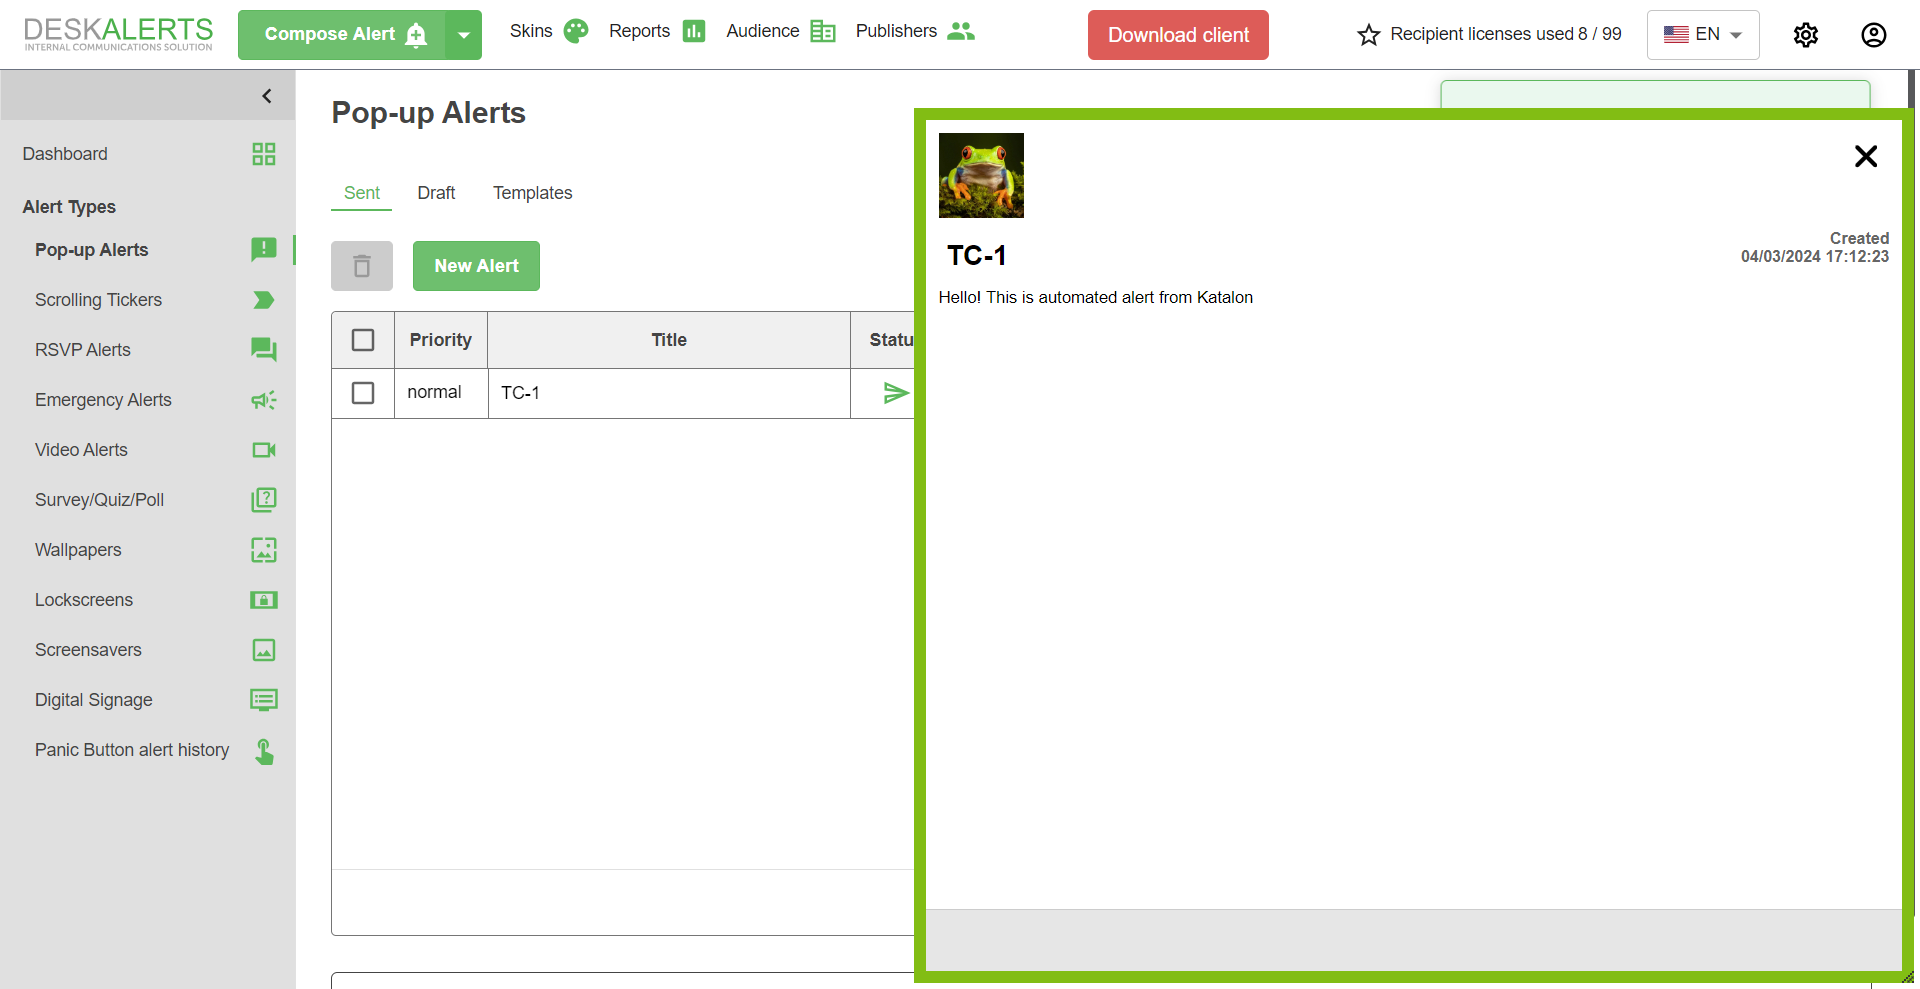 DESKALERTS
INTERNAL COMMUNICATIONS SOLUTION
Compose Alert
Skins
Reports
Audience
Publishers
Download client
Recipient licenses used 8 / 99
EN
Dashboard
Alert Types
Pop-up Alerts
Scrolling Tickers
RSVP Alerts
Emergency Alerts
Video Alerts
Survey/Quiz/Poll
Wallpapers
Lockscreens
Screensavers
Digital Signage
Panic Button alert history
Pop-up Alerts
Sent Draft Templates
New Alert
Priority Title Statu
normal TC-1
TC-1
Created
04/03/2024 17:12:23
Hello! This is automated alert from Katalon